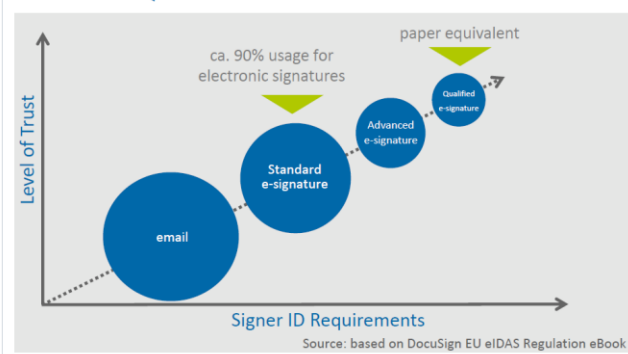 paper equivalent
ca. 90% usage for
electronic signatures
Qualified
e-signature
Advanced
e-signature
Standard
e-signature
email
Level of Trust
Signer ID Requirements
Source: based on DocuSign EU eIDAS Regulation eBook